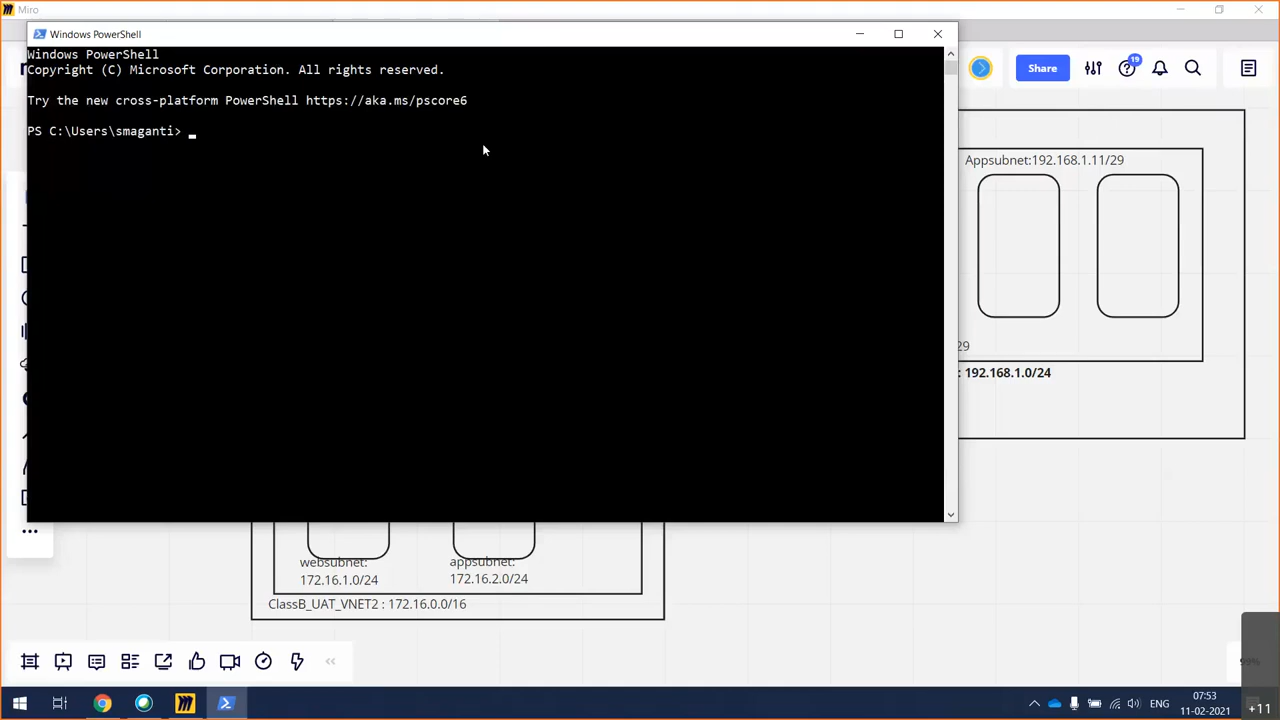 Miro
Windows PowerShell
Windows PowerShell
Copyright (C) Microsoft Corporation. All rights reserved.
Try the new cross-platform PowerShell https://aka.ms/pscore6
PS C:\Users\smaganti>
Share
19
Appsubnet:192.168.1.11/29
29
: 192.168.1.0/24
websubnet:
172.16.1.0/24
appsubnet:
172.16.2.0/24
ClassB_UAT_VNET2 : 172.16.0.0/16
99%
ENG
07:53
11-02-2021
+11